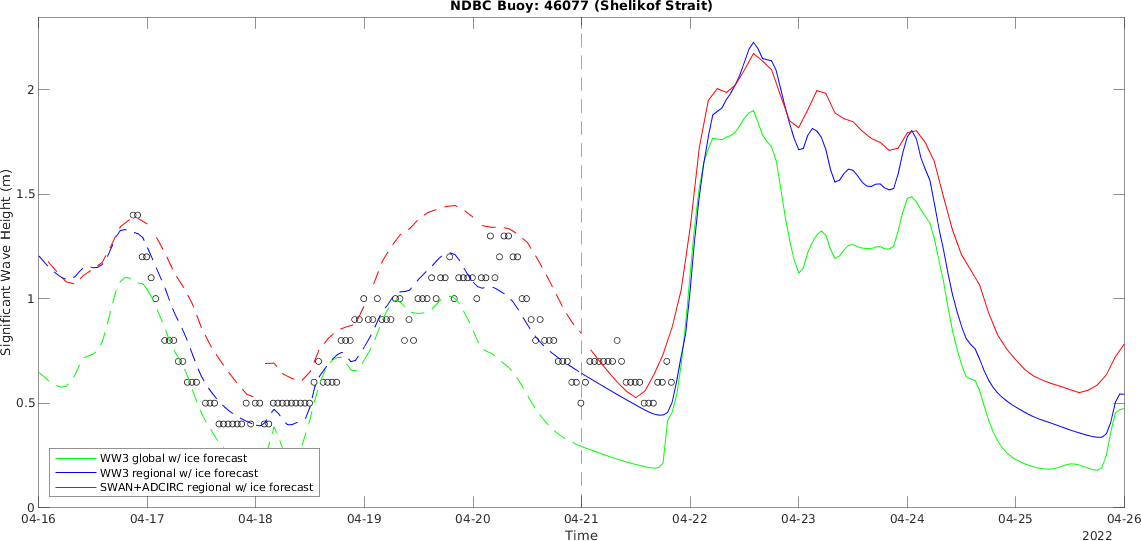 NDBC Buoy: 46077 (Shelikof Strait)
Significant Wave Height (m)
2
1.5
1
0.5
0
WW3 global w/ ice forecast
WW3 regional w/ ice forecast
SWAN+ADCIRC regional w/ ice forecast
04-16 04-17 04-18 04-19 04-20 04-21 04-22 04-23 04-24 04-25 04-26
Time 2022